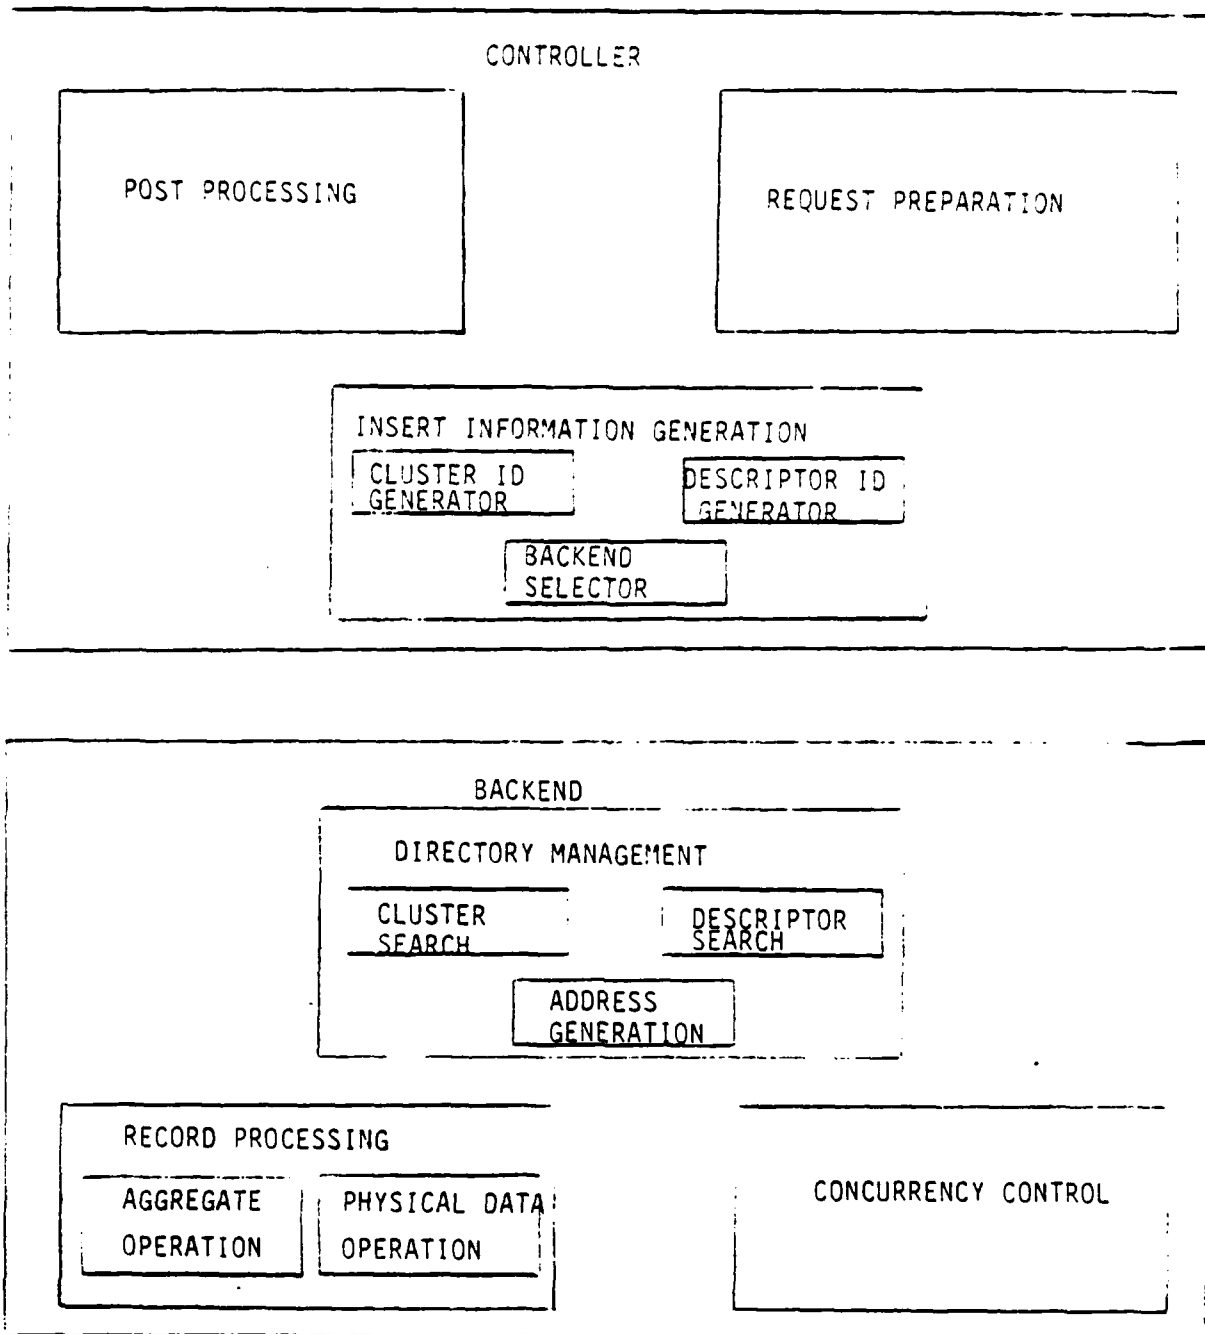 CONTROLLER
POST PROCESSING
REQUEST PREPARATION
INSERT INFORMATION GENERATION
CLUSTER ID
GENERATOR
DESCRIPTOR ID
GENERATOR
BACKEND
SELECTOR
BACKEND
DIRECTORY MANAGEMENT
CLUSTER
SEARCH
DESCRIPTOR
SEARCH
ADDRESS
GENERATION
RECORD PROCESSING
AGGREGATE
OPERATION
PHYSICAL DATA
OPERATION
CONCURRENCY CONTROL